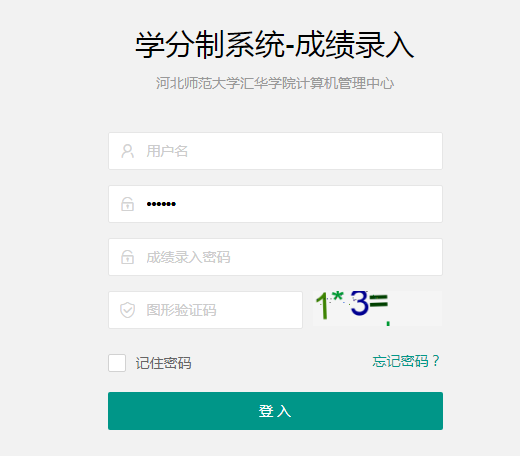 学分制系统-成绩录入
河北师范大学汇华学院计算机管理中心
用户名
••••••
成绩录入密码
图形验证码
1*3=
记住密码
忘记密码？
登入